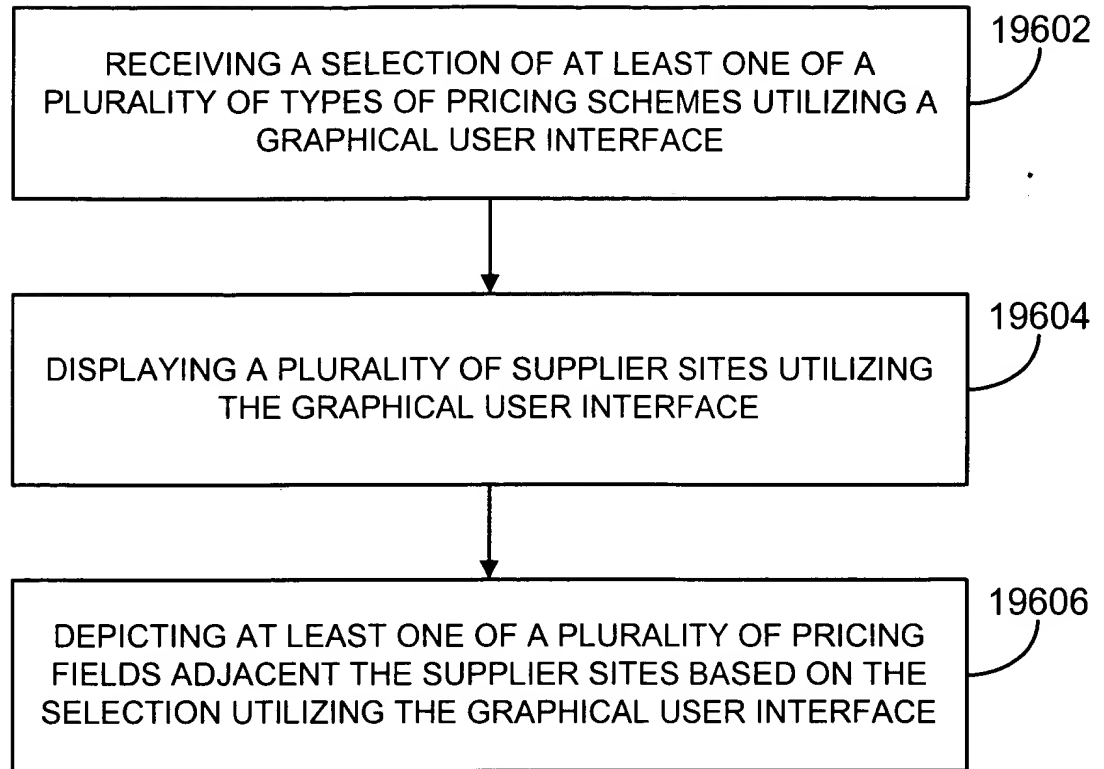 19602
RECEIVING A SELECTION OF AT LEAST ONE OF A
PLURALITY OF TYPES OF PRICING SCHEMES UTILIZING A
GRAPHICAL USER INTERFACE
19604
DISPLAYING A PLURALITY OF SUPPLIER SITES UTILIZING
THE GRAPHICAL USER INTERFACE
19606
DEPICTING AT LEAST ONE OF A PLURALITY OF PRICING
FIELDS ADJACENT THE SUPPLIER SITES BASED ON THE
SELECTION UTILIZING THE GRAPHICAL USER INTERFACE